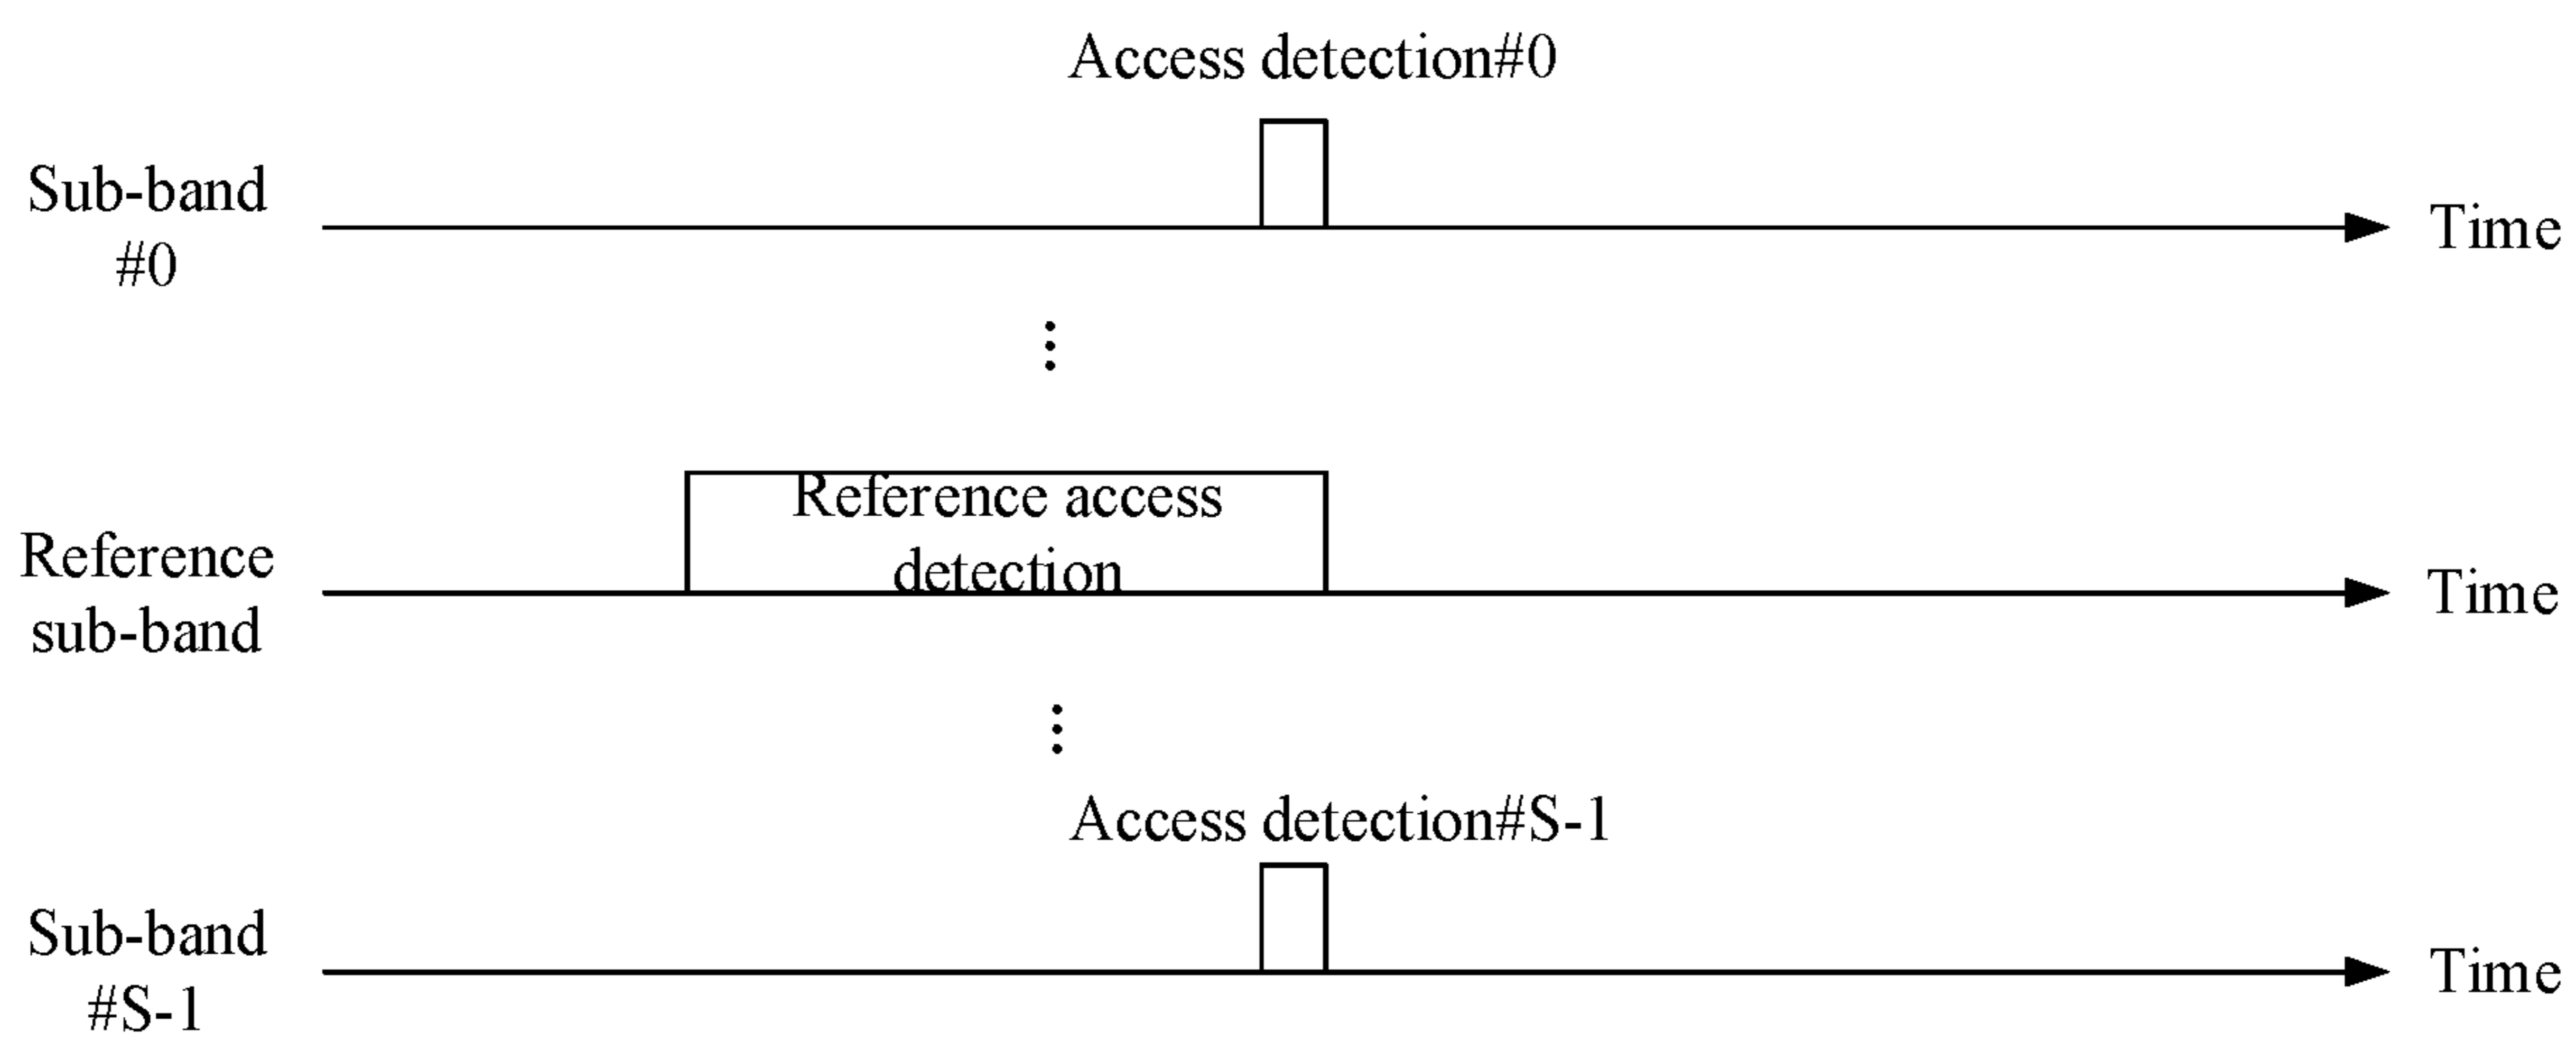 Access detection#0
Sub-band
#0
Time
Reference access
detection
Reference
sub-band
Time
Access detection#S-1
Sub-band
#S-1
Time